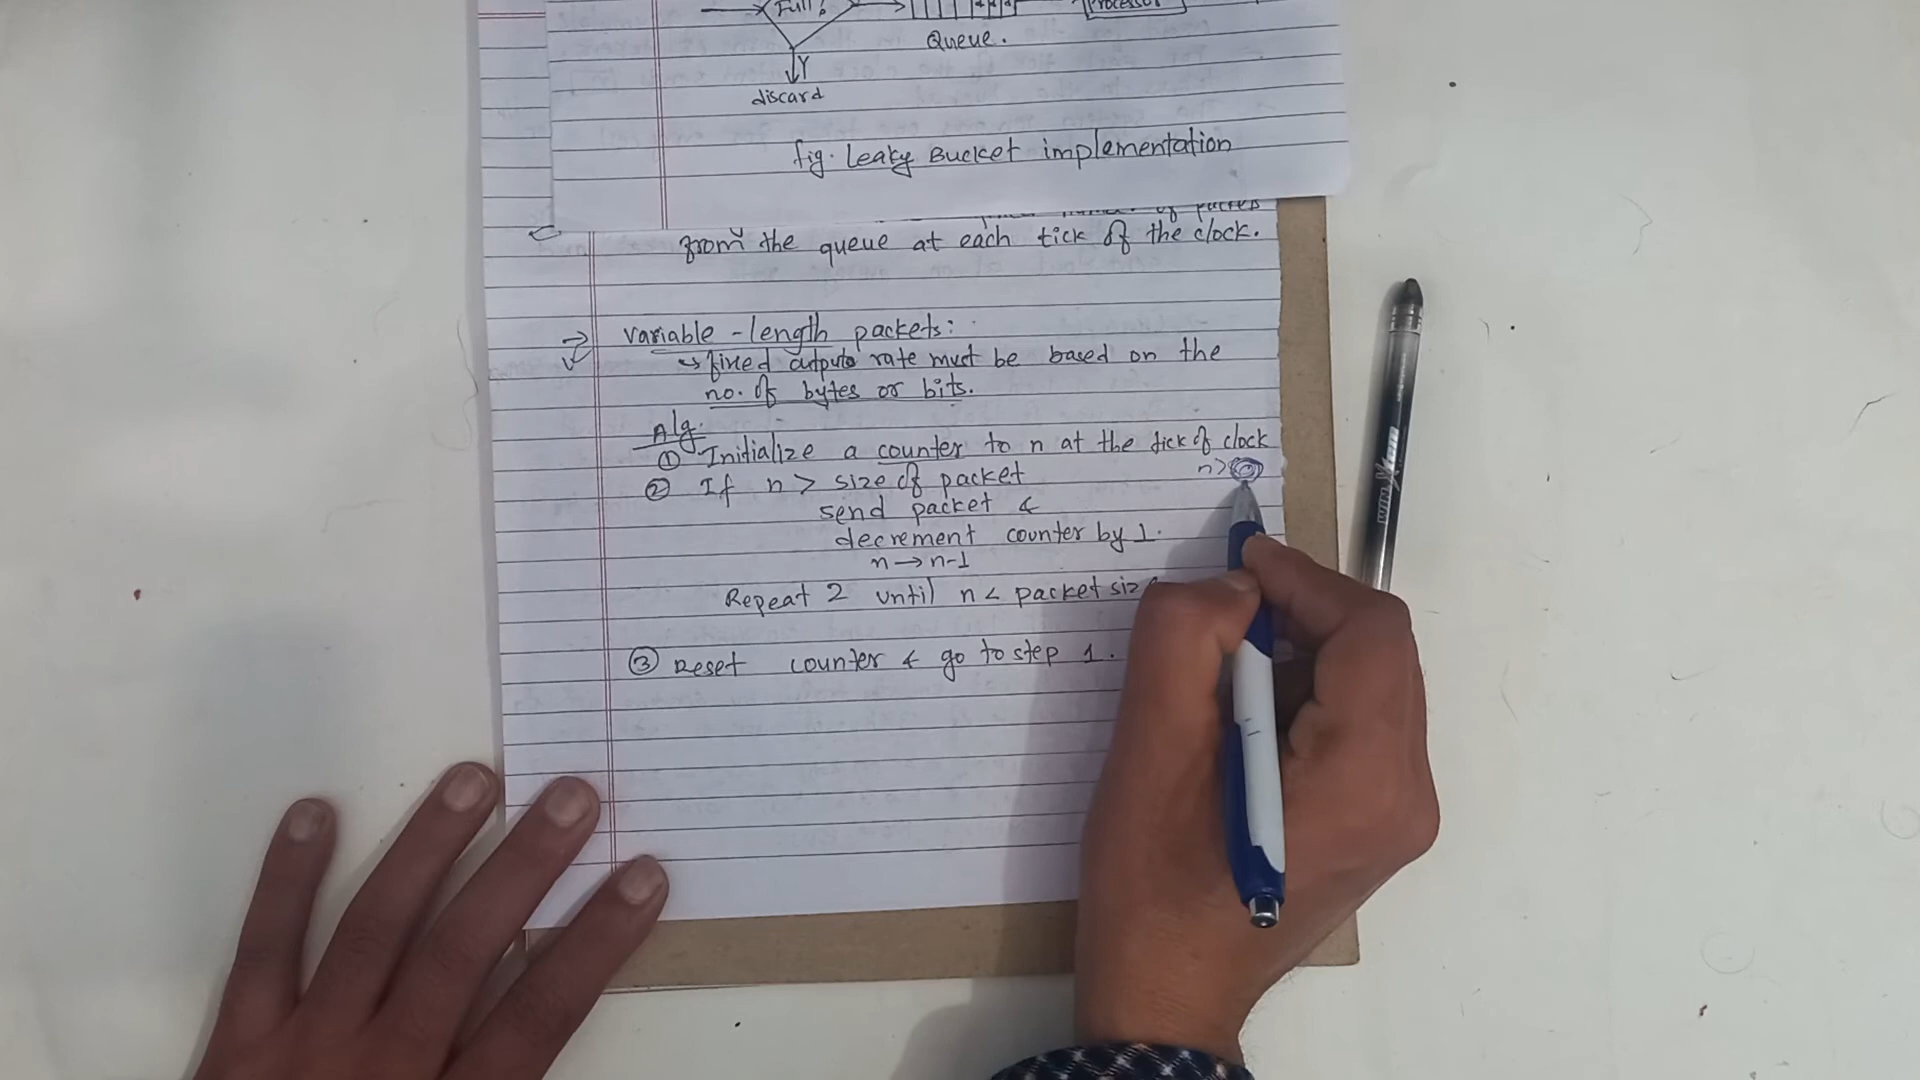 Full?
Processor
Queue.
Y
discard
fig. Leaky Bucket implementation
of packets
from the queue at each tick of the clock.
variable-length packets:
fixed output rate must be based on the
no. of bytes or bits.
Alg.
① Initialize a counter to n at the tick of clock
n>
② If n > size of packet
send packet &
decrement counter by 1.
n → n-1
Repeat 2 until n < packet size
③ Reset counter & go to step 1.